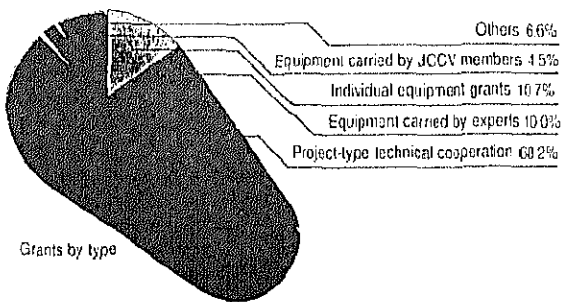 Others 6.6%
Equipment carried by JOCV members 4.5%
Individual equipment grants 10.7%
Equipment carried by experts 10.0%
Project-type technical cooperation 68.2%
Grants by type